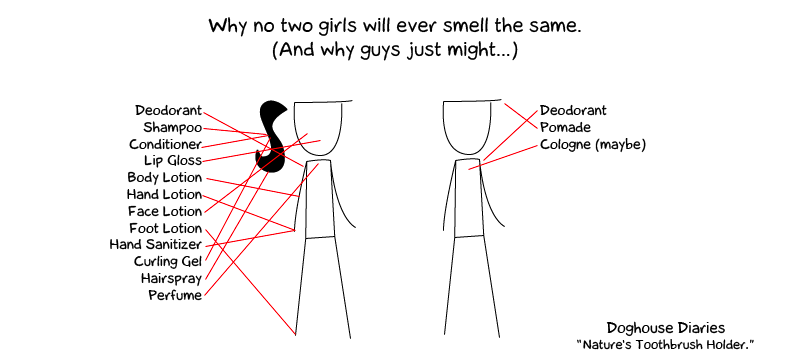 Why no two girls will ever smell the same.
(And why guys just might...)
Deodorant
Shampoo
Conditioner
Lip Gloss
Body Lotion
Hand Lotion
Face Lotion
Foot Lotion
Hand Sanitizer
Curling Gel
Hairspray
Perfume
Deodorant
Pomade
Cologne (maybe)
Doghouse Diaries
"Nature's Toothbrush Holder."